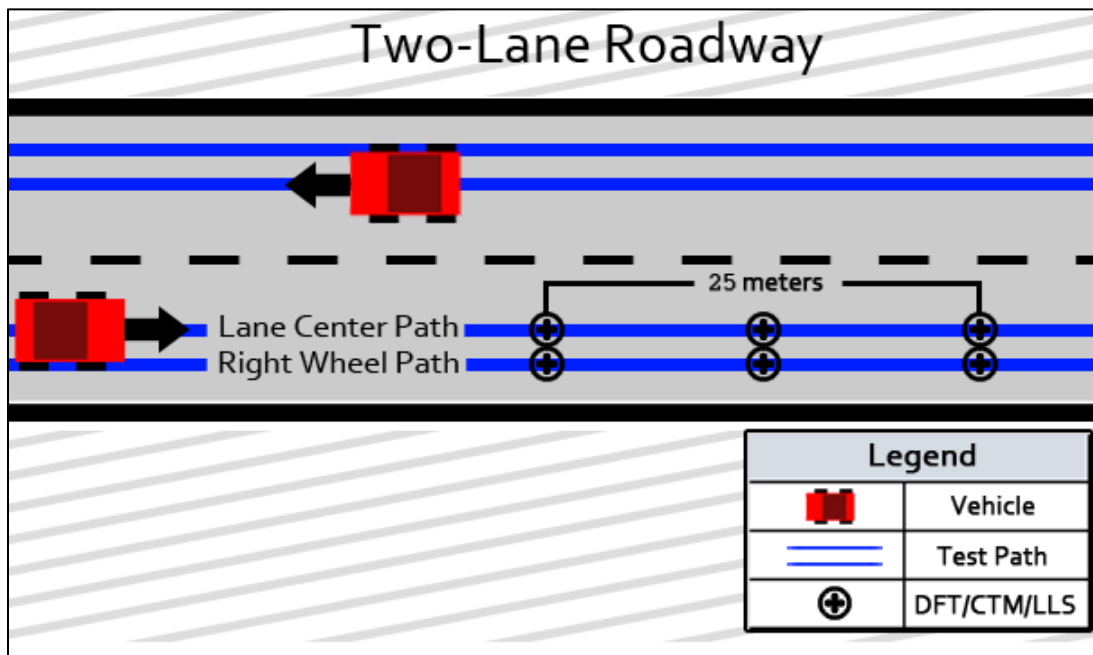 Two-Lane Roadway
25 meters
Lane Center Path
Right Wheel Path
Legend
Vehicle
Test Path
DFT/CTM/LLS